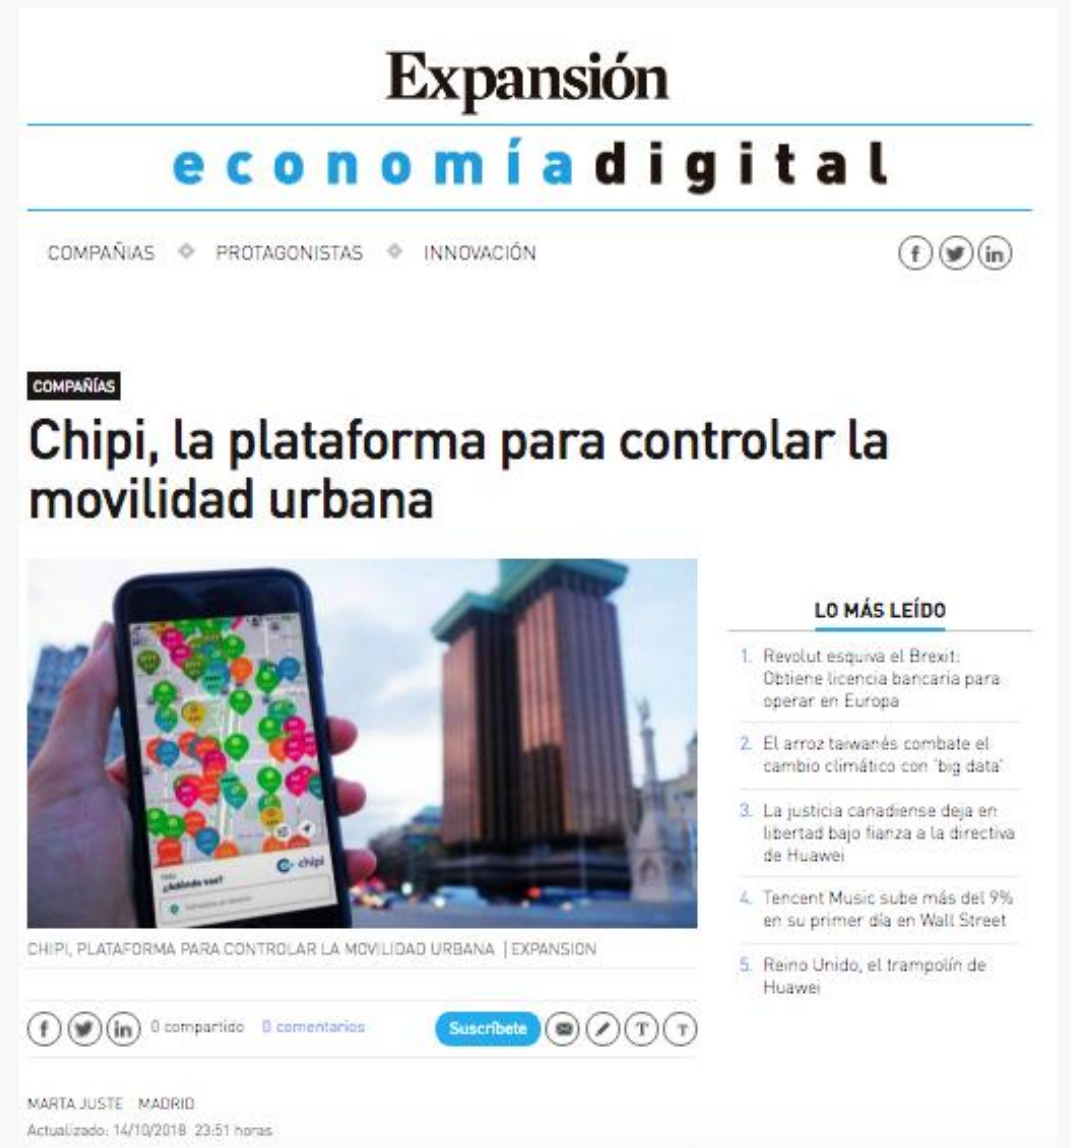 Expansión
economíadigital
COMPAÑIAS PROTAGONISTAS INNOVACIÓN
COMPAÑÍAS
Chipi, la plataforma para controlar la
movilidad urbana
chipi
¿Adónde vas?
CHIPI, PLATAFORMA PARA CONTROLAR LA MOVILIDAD URBANA | EXPANSION
0 compartido 0 comentarios Suscríbete T T
MARTA JUSTE MADRID
Actualizado: 14/10/2018 23:51 horas
LO MÁS LEÍDO
1. Revolut esquiva el Brexit:
Obtiene licencia bancaria para
operar en Europa
2. El arroz taiwanés combate el
cambio climático con 'big data'
3. La justicia canadiense deja en
libertad bajo fianza a la directiva
de Huawei
4. Tencent Music sube más del 9%
en su primer día en Wall Street
5. Reino Unido, el trampolín de
Huawei